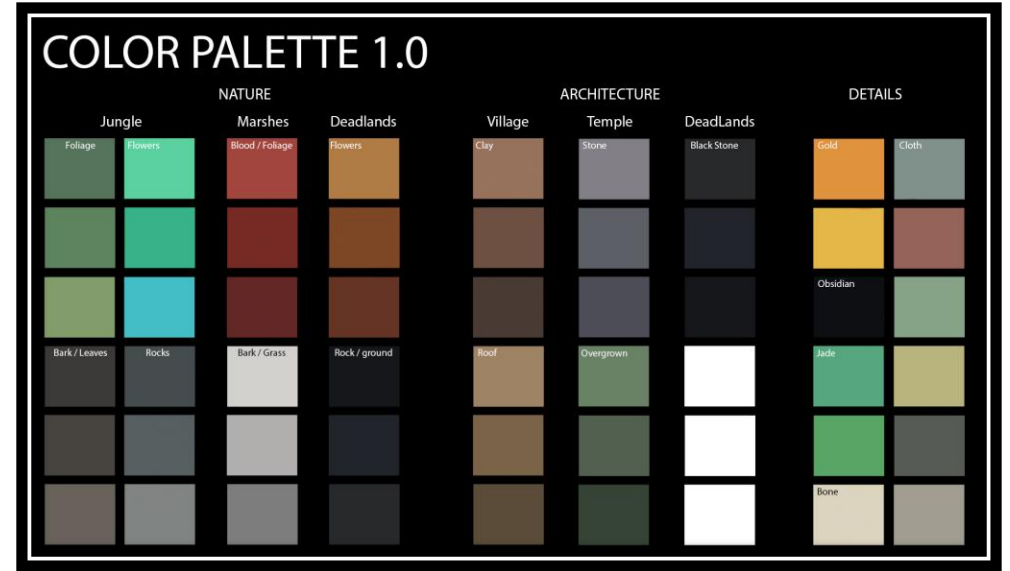 COLOR PALETTE 1.0
NATURE
ARCHITECTURE
DETAILS
Jungle
Marshes
Deadlands
Village
Temple
DeadLands
Foliage
Flowers
Blood / Foliage
Flowers
Clay
Stone
Black Stone
Gold
Cloth
Obsidian
Bark / Leaves
Rocks
Bark / Grass
Rock / ground
Roof
Overgrown
Jade
Bone